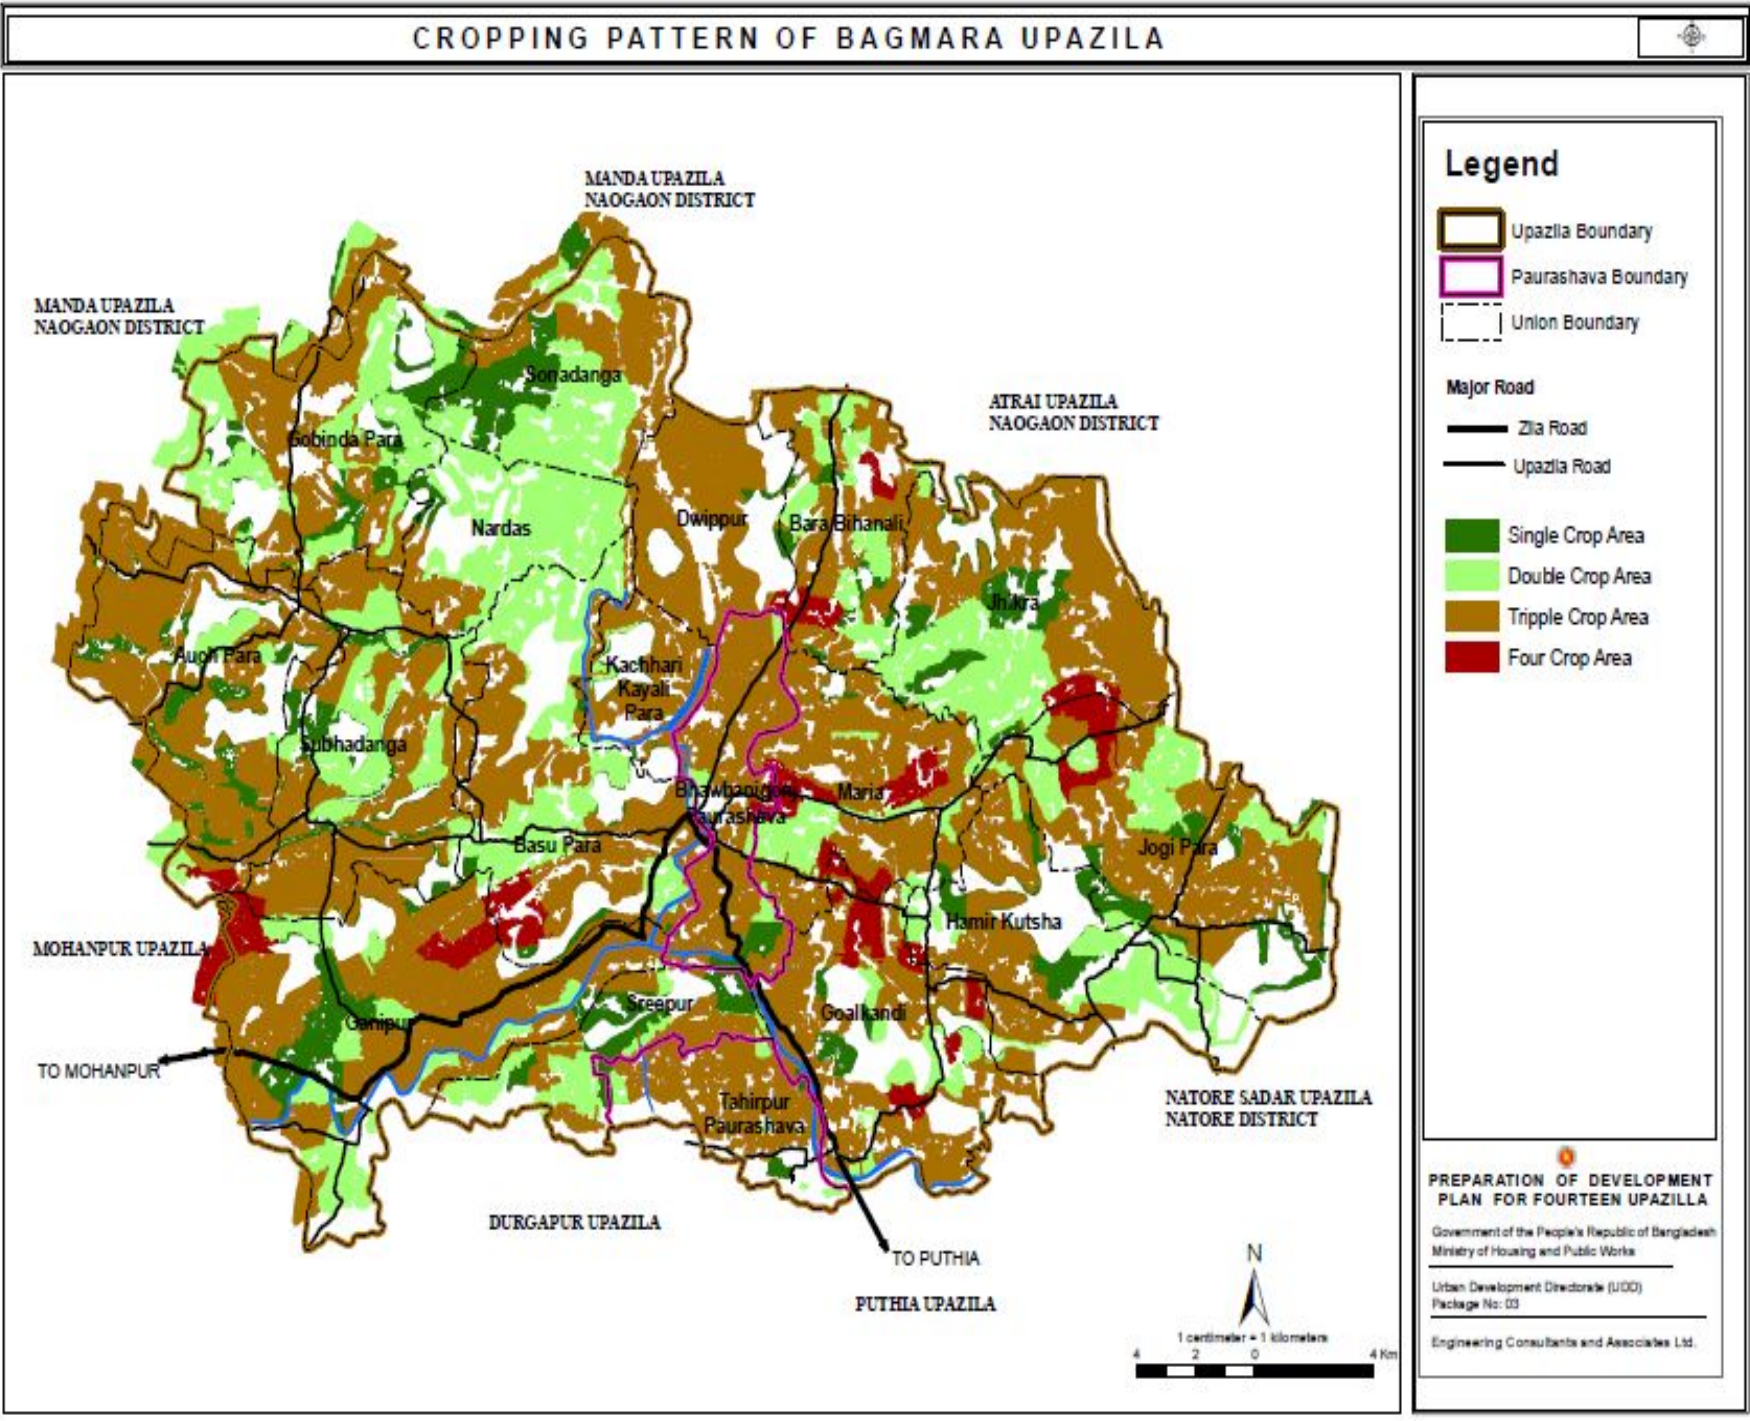 CROPPING PATTERN OF BAGMARA UPAZILA
MANDA UPAZILA
NAOGAON DISTRICT
MANDA UPAZILA
NAOGAON DISTRICT
ATRAI UPAZILA
NAOGAON DISTRICT
Sonadanga
Gobinda Para
Nardas
Dwippur
Bara Bihanali
Jhikra
Auch Para
Kachhari
Kayali
Para
Subhadanga
Bhawbanigonj
Paurashava
Maria
Basu Para
Jogi Para
Hamir Kutsha
MOHANPUR UPAZILA
Sreepur
Goalkandi
Ganipur
TO MOHANPUR
Tahirpur
Paurashava
NATORE SADAR UPAZILA
NATORE DISTRICT
DURGAPUR UPAZILA
TO PUTHIA
PUTHIA UPAZILA
N
1 centimeter = 1 kilometers
4 2 0 4 Km
Legend
Upazila Boundary
Paurashava Boundary
Union Boundary
Major Road
Zila Road
Upazila Road
Single Crop Area
Double Crop Area
Tripple Crop Area
Four Crop Area
PREPARATION OF DEVELOPMENT
PLAN FOR FOURTEEN UPAZILLA
Government of the People's Republic of Bangladesh
Ministry of Housing and Public Works
Urban Development Directorate (UDD)
Package No: 03
Engineering Consultants and Associates Ltd.